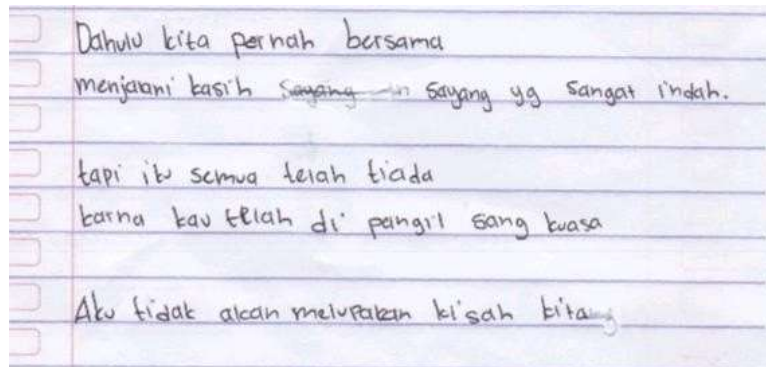 Dahulu kita pernah bersama
menjalani kasih sayang yg sangat indah.
tapi itu semua telah tiada
karna kau telah di pangil sang kuasa
Aku tidak akan melupakan kisah kita